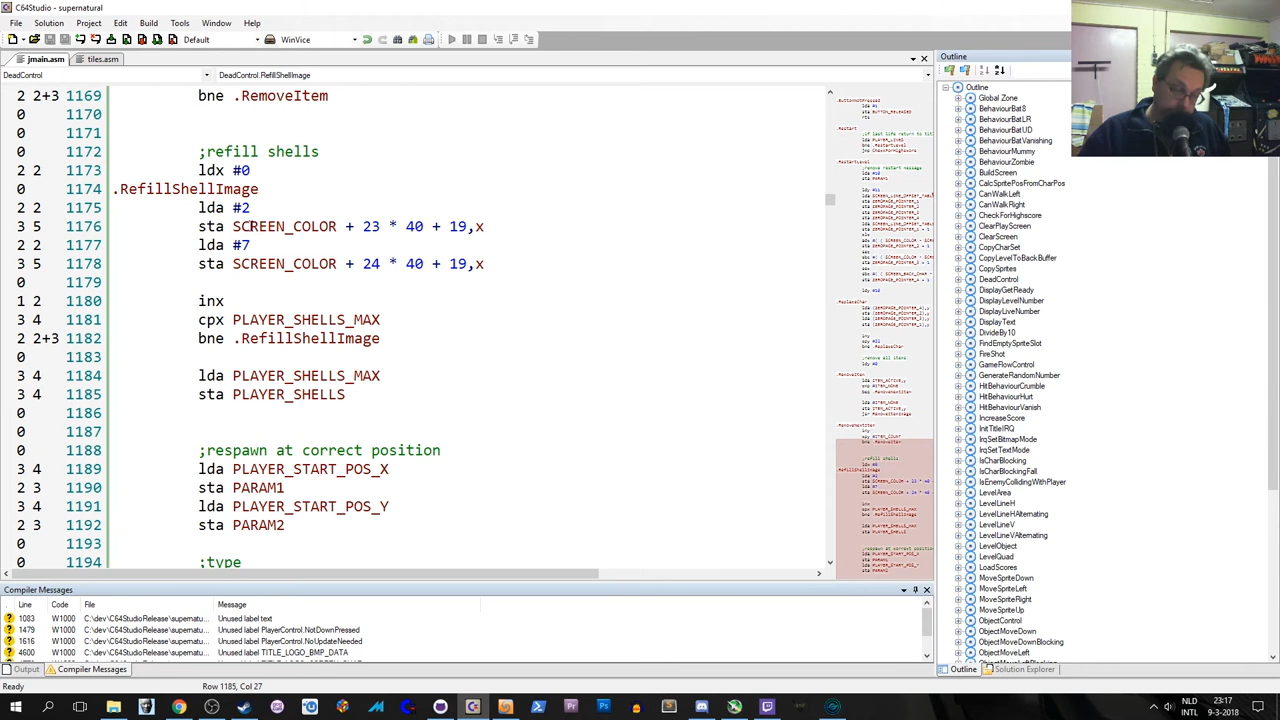 C64Studio - supernatural
File Solution Project Edit Build Tools Window Help
Default WinVice
jmain.asm tiles.asm
DeadControl DeadControl.RefillShellImage
2 2+3 1169 bne .RemoveItem
0 1170
0 1171
0 1172 ;refill shells
2 2 1173 ldx #0
0 1174 .RefillShellImage
2 2 1175 lda #2
3 5 1176 sta SCREEN_COLOR + 23 * 40 + 19,x
2 2 1177 lda #7
3 5 1178 sta SCREEN_COLOR + 24 * 40 + 19,x
0 1179
1 2 1180 inx
3 4 1181 cpx PLAYER_SHELLS_MAX
2 2+3 1182 bne .RefillShellImage
0 1183
3 4 1184 lda PLAYER_SHELLS_MAX
3 4 1185 sta PLAYER_SHELLS
0 1186
0 1187
0 1188 ;respawn at correct position
3 4 1189 lda PLAYER_START_POS_X
2 3 1190 sta PARAM1
3 4 1191 lda PLAYER_START_POS_Y
2 3 1192 sta PARAM2
0 1193
0 1194 ;type
Outline
Outline
Global Zone
BehaviourBat8
BehaviourBatLR
BehaviourBatUD
BehaviourBatVanishing
BehaviourMummy
BehaviourZombie
BuildScreen
CalcSpritePosFromCharPos
CanWalkLeft
CanWalkRight
CheckForHighscore
ClearPlayScreen
ClearScreen
CopyCharSet
CopyLevelToBackBuffer
CopySprites
DeadControl
DisplayGetReady
DisplayLevelNumber
DisplayLiveNumber
DisplayText
DivideBy10
FindEmptySpriteSlot
FireShot
GameFlowControl
GenerateRandomNumber
HitBehaviourCrumble
HitBehaviourHurt
HitBehaviourVanish
IncreaseScore
InitTitleIRQ
IrqSetBitmapMode
IrqSetTextMode
IsCharBlocking
IsCharBlockingFall
IsEnemyCollidingWithPlayer
LevelArea
LevelLineH
LevelLineHAlternating
LevelLineV
LevelLineVAlternating
LevelObject
LevelQuad
LoadScores
MoveSpriteDown
MoveSpriteLeft
MoveSpriteRight
MoveSpriteUp
ObjectControl
ObjectMoveDown
ObjectMoveDownBlocking
ObjectMoveLeft
Outline Source Control
Compiler Messages
Line Code File Message
1083 W1000 C:\dev\C64StudioRelease\supernatu... Unused label text
1479 W1000 C:\dev\C64StudioRelease\supernatu... Unused label PlayerControl.NotDownPressed
1616 W1000 C:\dev\C64StudioRelease\supernatu... Unused label PlayerControl.NoUpdateNeeded
4600 W1000 C:\dev\C64StudioRelease\supernatu... Unused label TITLE_LOGO_BMP_DATA
Output Compiler Messages
Ready Row 1185, Col 27
NLD 23:17
INTL 9-3-2018